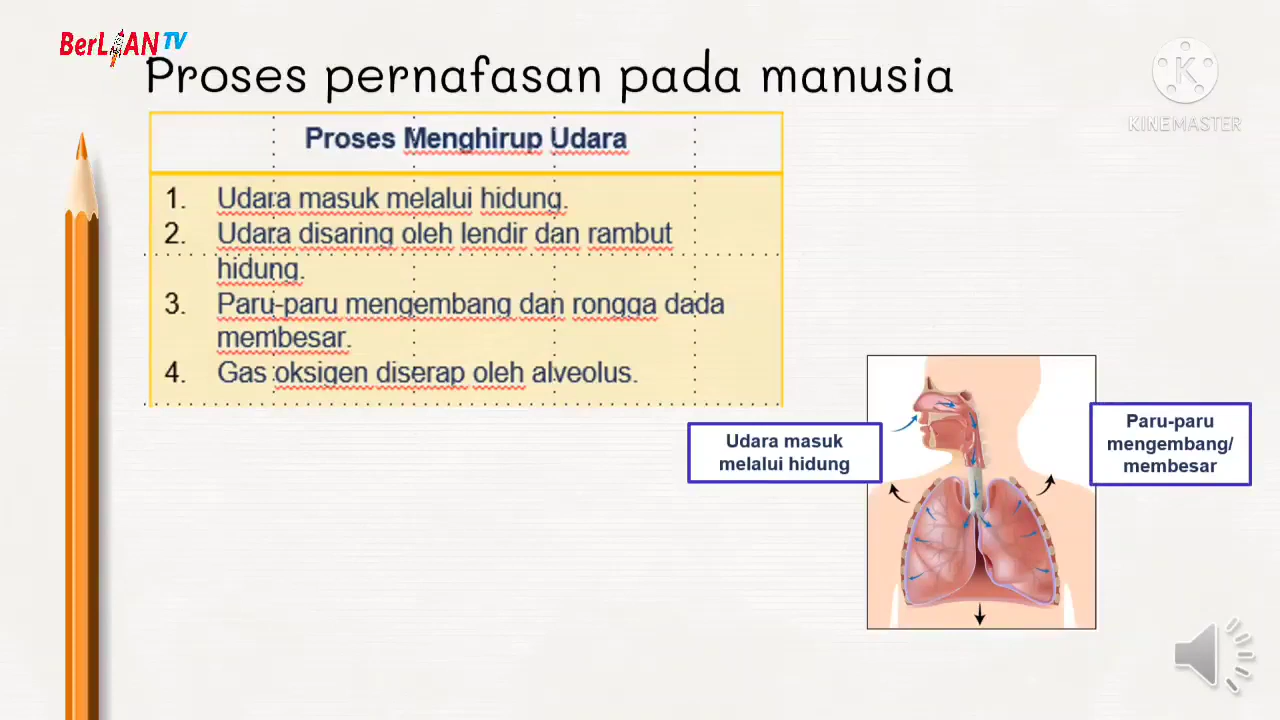 BerLIAN TV
Proses pernafasan pada manusia
KINEMASTER
Proses Menghirup Udara
1. Udara masuk melalui hidung.
2. Udara disaring oleh lendir dan rambut
hidung.
3. Paru-paru mengembang dan rongga dada
membesar.
4. Gas oksigen diserap oleh alveolus.
Udara masuk
melalui hidung
Paru-paru
mengembang/
membesar